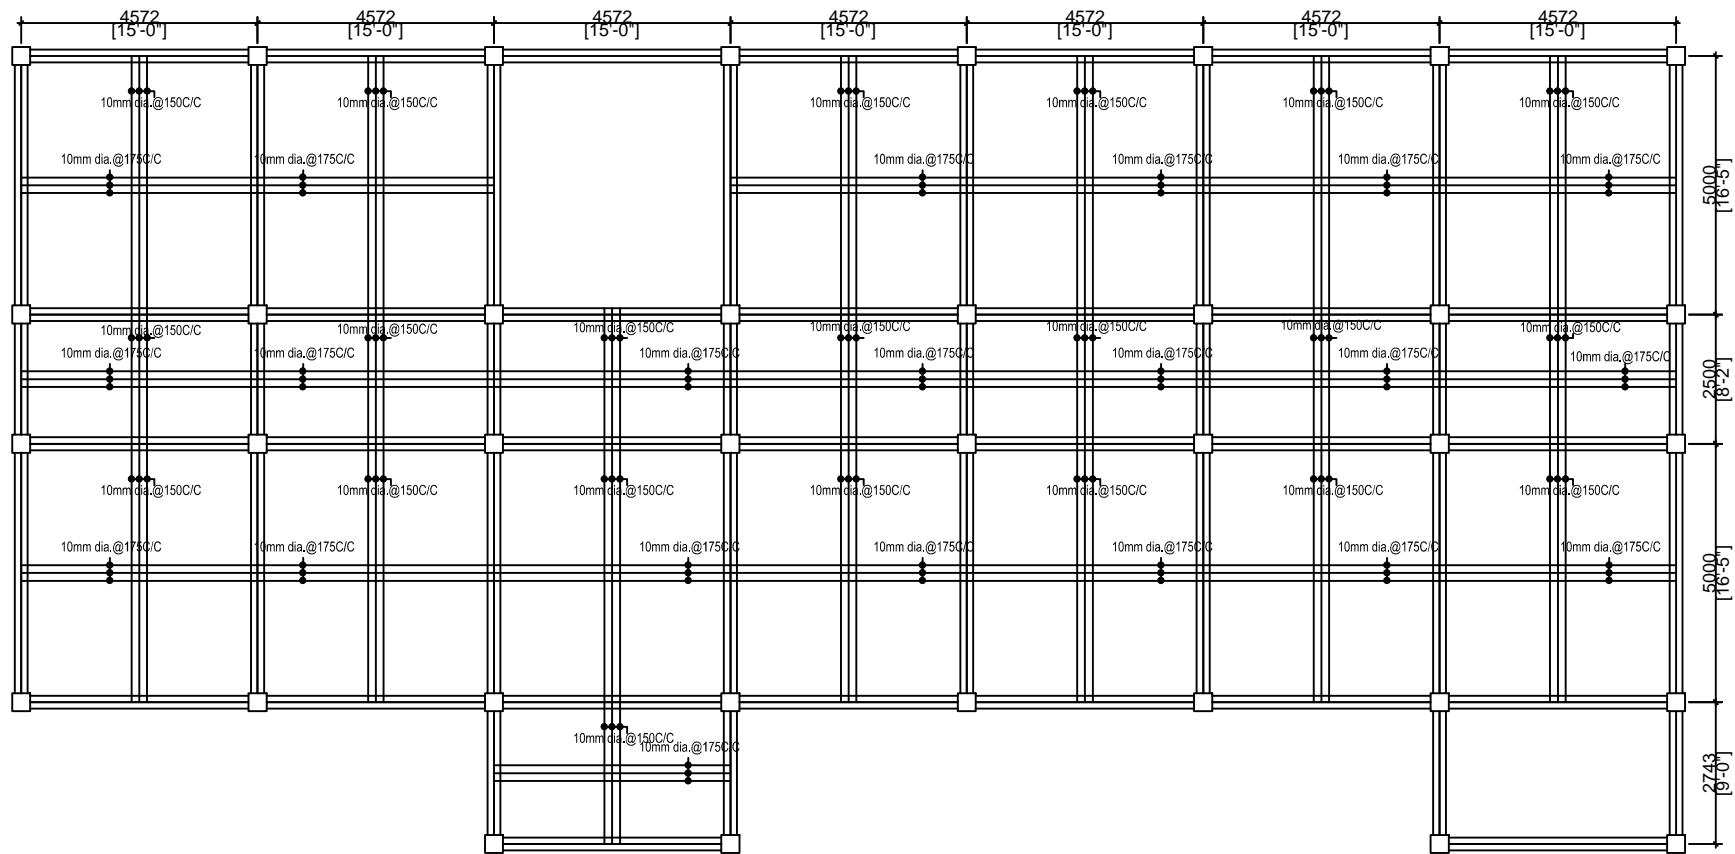 4572 4572 4572 4572 4572 4572 4572
[15'-0"] [15'-0"] [15'-0"] [15'-0"] [15'-0"] [15'-0"] [15'-0"]
10mm dia.@150C/C 10mm dia.@150C/C 10mm dia.@150C/C 10mm dia.@150C/C 10mm dia.@150C/C 10mm dia.@150C/C
10mm dia.@175C/C 10mm dia.@175C/C 10mm dia.@175C/C 10mm dia.@175C/C 10mm dia.@175C/C 10mm dia.@175C/C
5000
[16'-5"]
10mm dia.@150C/C 10mm dia.@150C/C 10mm dia.@150C/C 10mm dia.@150C/C 10mm dia.@150C/C 10mm dia.@150C/C 10mm dia.@150C/C
10mm dia.@175C/C 10mm dia.@175C/C 10mm dia.@175C/C 10mm dia.@175C/C 10mm dia.@175C/C 10mm dia.@175C/C 10mm dia.@175C/C
2500
[8'-2"]
10mm dia.@150C/C 10mm dia.@150C/C 10mm dia.@150C/C 10mm dia.@150C/C 10mm dia.@150C/C 10mm dia.@150C/C 10mm dia.@150C/C
10mm dia.@175C/C 10mm dia.@175C/C 10mm dia.@175C/C 10mm dia.@175C/C 10mm dia.@175C/C 10mm dia.@175C/C 10mm dia.@175C/C
5000
[16'-5"]
10mm dia.@150C/C 10mm dia.@175C/C
2743
[9'-0"]